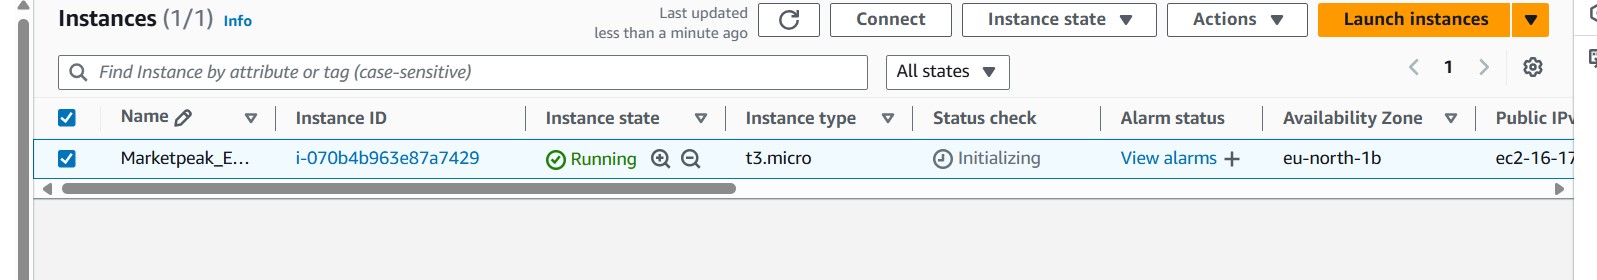 Instances (1/1) Info
Last updated
less than a minute ago
Connect
Instance state
Actions
Launch instances
Find Instance by attribute or tag (case-sensitive)
All states
1
Name Instance ID Instance state Instance type Status check Alarm status Availability Zone Public IPv
Marketpeak_E... i-070b4b963e87a7429 Running t3.micro Initializing View alarms + eu-north-1b ec2-16-17